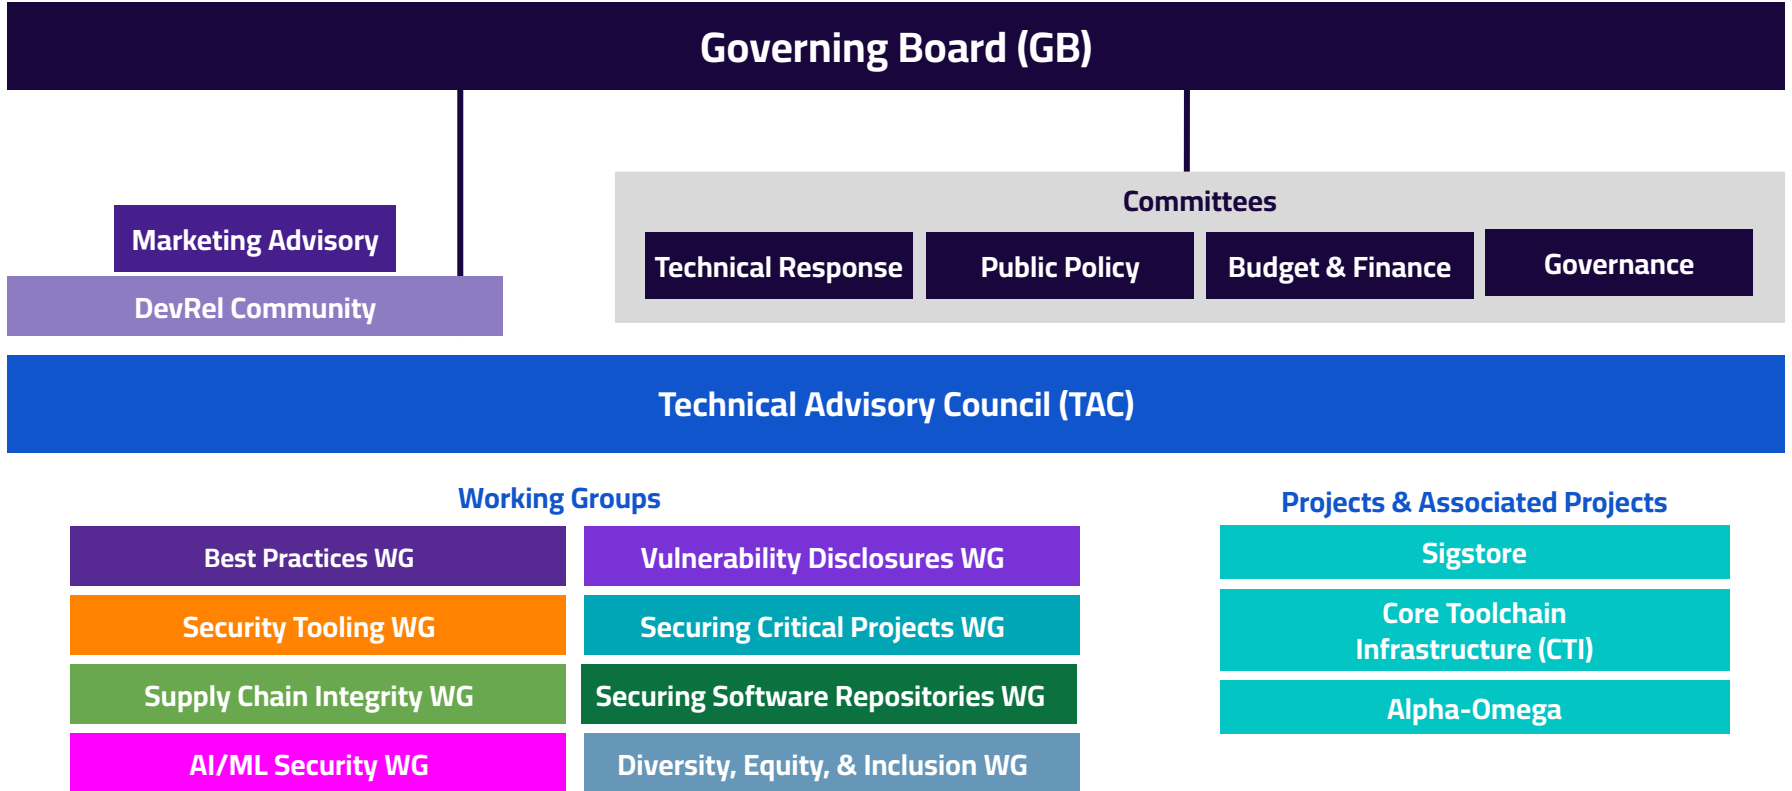 Governing Board (GB)
Marketing Advisory
DevRel Community
Committees
Technical Response
Public Policy
Budget & Finance
Governance
Technical Advisory Council (TAC)
Working Groups
Best Practices WG
Vulnerability Disclosures WG
Security Tooling WG
Securing Critical Projects WG
Supply Chain Integrity WG
Securing Software Repositories WG
AI/ML Security WG
Diversity, Equity, & Inclusion WG
Projects & Associated Projects
Sigstore
Core Toolchain
Infrastructure (CTI)
Alpha-Omega